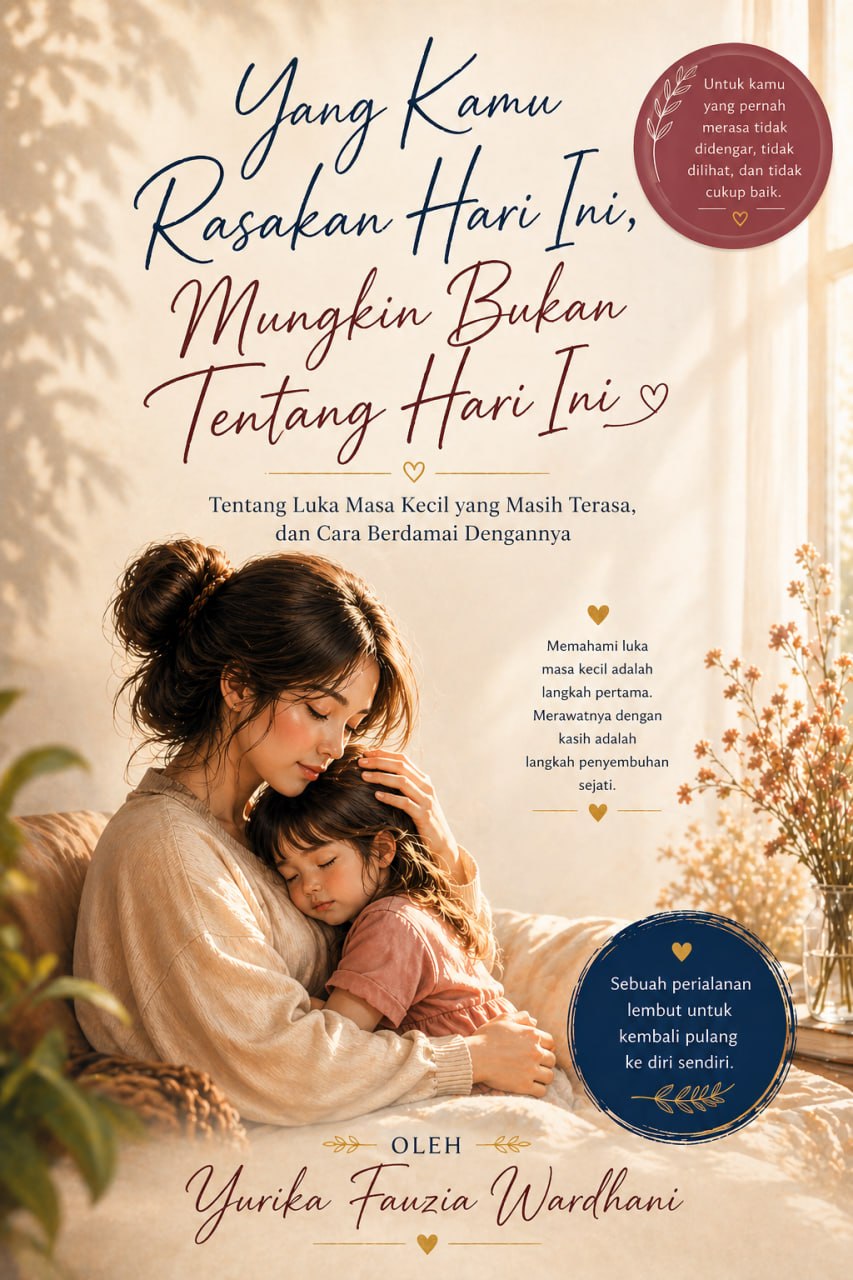 Yang Kamu
Rasakan Hari Ini,
Mungkin Bukan
Tentang Hari Ini
Untuk kamu
yang pernah
merasa tidak
didengar, tidak
dilihat, dan tidak
cukup baik.
Tentang Luka Masa Kecil yang Masih Terasa,
dan Cara Berdamai Dengannya
Memahami luka
masa kecil adalah
langkah pertama.
Merawatnya dengan
kasih adalah
langkah penyembuhan
sejati.
Sebuah perialanan
lembut untuk
kembali pulang
ke diri sendiri.
OLEH
Yurika Fauzia Wardhani